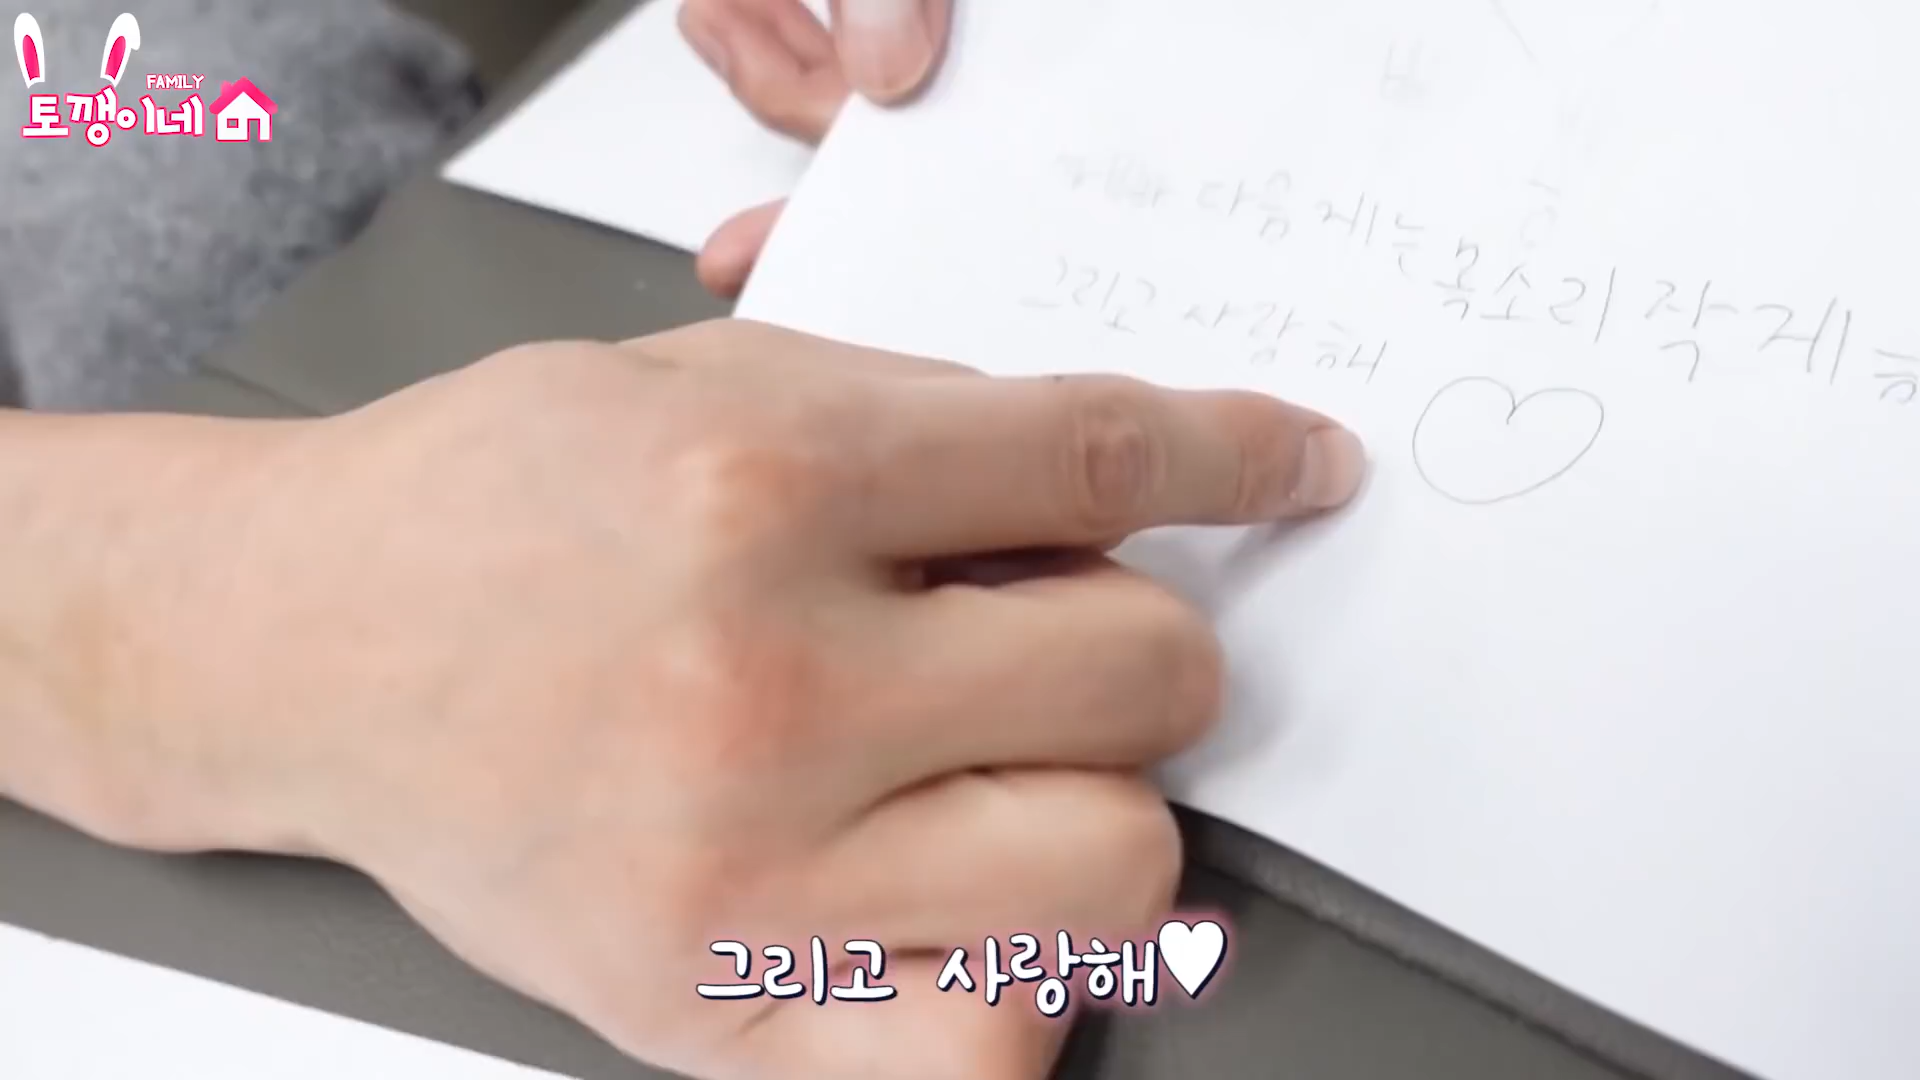 FAMILY
토깽이네
다음 게는 목소리 작게
그리고 사랑해
그리고 사랑해♥